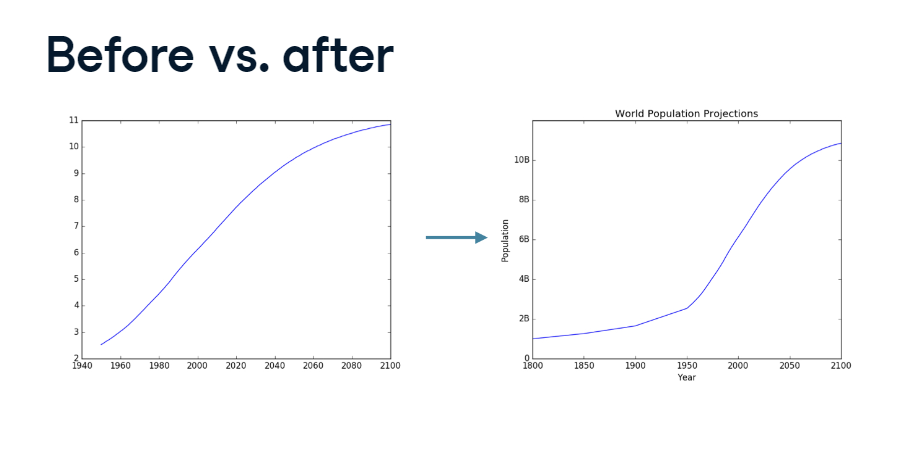 Before vs. after
11
10
9
8
7
6
5
4
3
2
1940 1960 1980 2000 2020 2040 2060 2080 2100
World Population Projections
10B
8B
6B
4B
2B
0
Population
1800 1850 1900 1950 2000 2050 2100
Year